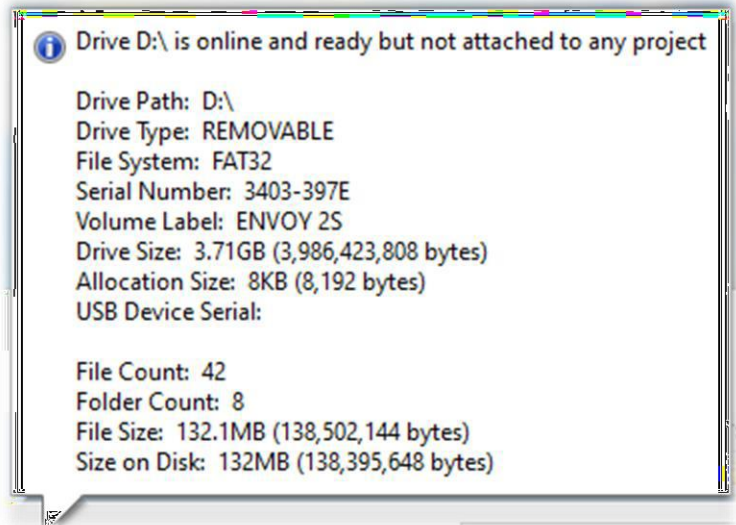 Drive D:\ is online and ready but not attached to any project
Drive Path: D:\
Drive Type: REMOVABLE
File System: FAT32
Serial Number: 3403-397E
Volume Label: ENVOY 2S
Drive Size: 3.71GB (3,986,423,808 bytes)
Allocation Size: 8KB (8,192 bytes)
USB Device Serial:
File Count: 42
Folder Count: 8
File Size: 132.1MB (138,502,144 bytes)
Size on Disk: 132MB (138,395,648 bytes)